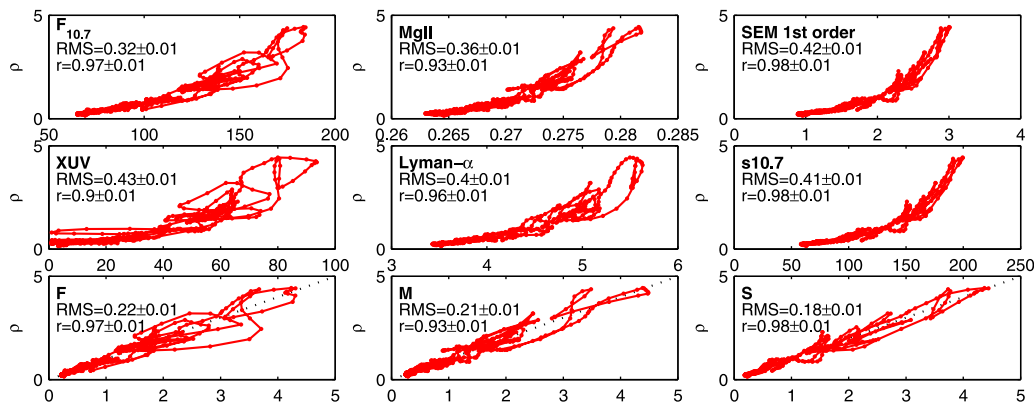 5
ρ
0
F10.7
RMS=0.32±0.01
r=0.97±0.01
50 100 150 200
5
ρ
0
MgII
RMS=0.36±0.01
r=0.93±0.01
0.26 0.265 0.27 0.275 0.28 0.285
5
ρ
0
SEM 1st order
RMS=0.42±0.01
r=0.98±0.01
0 1 2 3 4
5
ρ
0
XUV
RMS=0.43±0.01
r=0.9±0.01
0 20 40 60 80 100
5
ρ
0
Lyman−α
RMS=0.4±0.01
r=0.96±0.01
3 4 5 6
5
ρ
0
s10.7
RMS=0.41±0.01
r=0.98±0.01
0 50 100 150 200 250
5
ρ
0
F
RMS=0.22±0.01
r=0.97±0.01
0 1 2 3 4 5
5
ρ
0
M
RMS=0.21±0.01
r=0.93±0.01
0 1 2 3 4 5
5
ρ
0
S
RMS=0.18±0.01
r=0.98±0.01
0 1 2 3 4 5